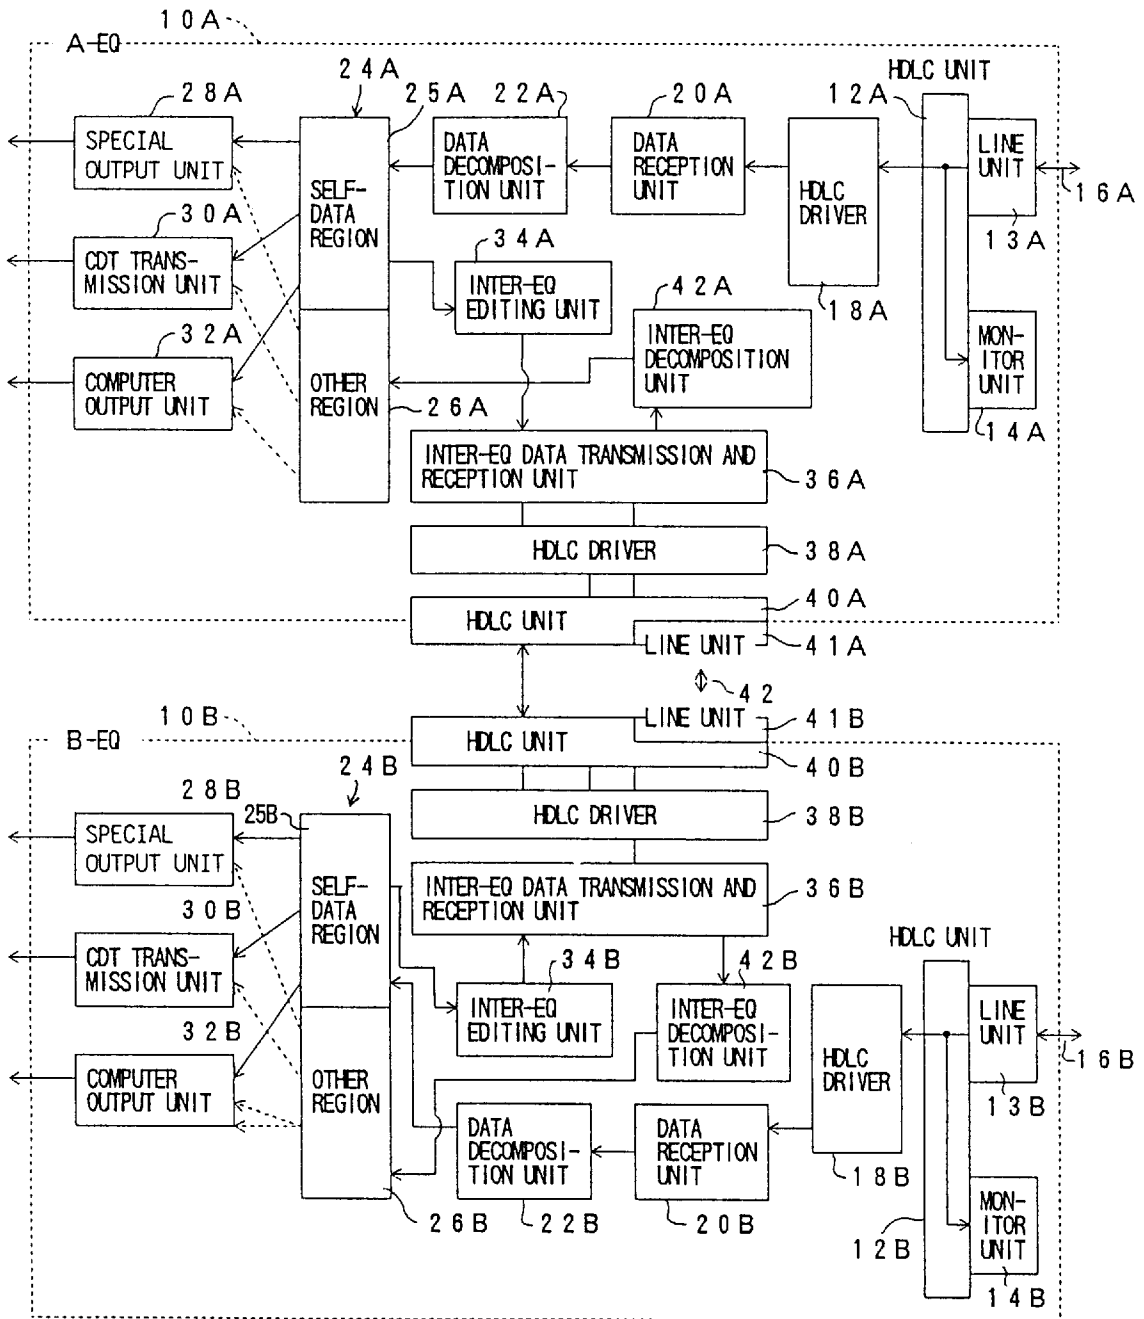 10A
A-EQ
HDLC UNIT
24A
28A
25A
22A
20A
12A
SPECIAL
OUTPUT UNIT
DATA
DECOMPOSI-
TION UNIT
DATA
RECEPTION
UNIT
HDLC
DRIVER
LINE
UNIT
16A
SELF-
DATA
REGION
30A
34A
13A
CDT TRANS-
MISSION UNIT
INTER-EQ
EDITING UNIT
42A
18A
32A
INTER-EQ
DECOMPOSITION
UNIT
MON-
ITOR
UNIT
COMPUTER
OUTPUT UNIT
OTHER
REGION
26A
14A
INTER-EQ DATA TRANSMISSION AND
RECEPTION UNIT
36A
HDLC DRIVER
38A
40A
HDLC UNIT
LINE UNIT
41A
42
10B
LINE UNIT
41B
B-EQ
HDLC UNIT
40B
24B
28B
25B
HDLC DRIVER
38B
SPECIAL
OUTPUT UNIT
INTER-EQ DATA TRANSMISSION AND
RECEPTION UNIT
36B
SELF-
DATA
REGION
30B
HDLC UNIT
CDT TRANS-
MISSION UNIT
34B
42B
INTER-EQ
EDITING UNIT
INTER-EQ
DECOMPOSI-
TION UNIT
HDLC
DRIVER
LINE
UNIT
16B
32B
COMPUTER
OUTPUT UNIT
OTHER
REGION
13B
DATA
DECOMPOSI-
TION UNIT
DATA
RECEPTION
UNIT
18B
26B
22B
20B
12B
MON-
ITOR
UNIT
14B